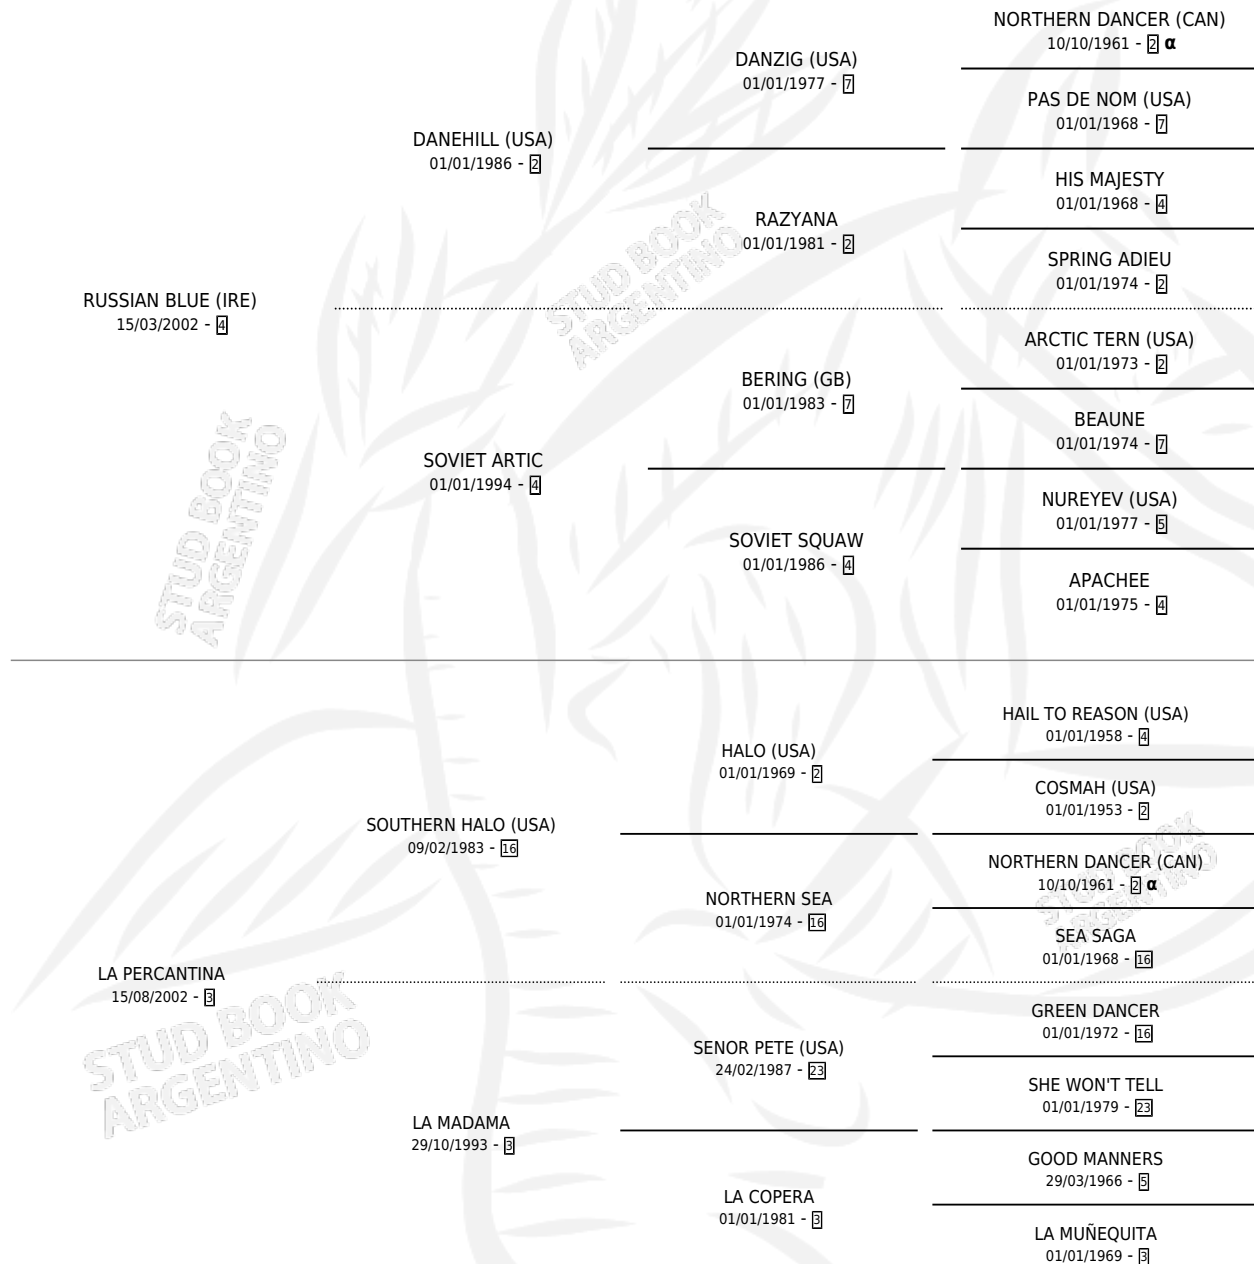 NORTHERN DANCER (CAN)
10/10/1961 - 2 α
DANZIG (USA)
01/01/1977 - 7
PAS DE NOM (USA)
01/01/1968 - 7
DANEHILL (USA)
01/01/1986 - 2
HIS MAJESTY
01/01/1968 - 4
RAZYANA
01/01/1981 - 2
SPRING ADIEU
01/01/1974 - 2
RUSSIAN BLUE (IRE)
15/03/2002 - 4
ARCTIC TERN (USA)
01/01/1973 - 2
BERING (GB)
01/01/1983 - 7
BEAUNE
01/01/1974 - 7
SOVIET ARTIC
01/01/1994 - 4
NUREYEV (USA)
01/01/1977 - 5
SOVIET SQUAW
01/01/1986 - 4
APACHEE
01/01/1975 - 4
HAIL TO REASON (USA)
01/01/1958 - 4
HALO (USA)
01/01/1969 - 2
COSMAH (USA)
01/01/1953 - 2
SOUTHERN HALO (USA)
09/02/1983 - 16
NORTHERN DANCER (CAN)
10/10/1961 - 2 α
NORTHERN SEA
01/01/1974 - 16
SEA SAGA
01/01/1968 - 16
LA PERCANTINA
15/08/2002 - 3
GREEN DANCER
01/01/1972 - 16
SENOR PETE (USA)
24/02/1987 - 23
SHE WON'T TELL
01/01/1979 - 23
LA MADAMA
29/10/1993 - 3
GOOD MANNERS
29/03/1966 - 5
LA COPERA
01/01/1981 - 3
LA MUÑEQUITA
01/01/1969 - 3
STUD BOOK
ARGENTINO
STUD BOOK
ARGENTINO
STUD BOOK
ARGENTINO
STUD BOOK
ARGENTINO